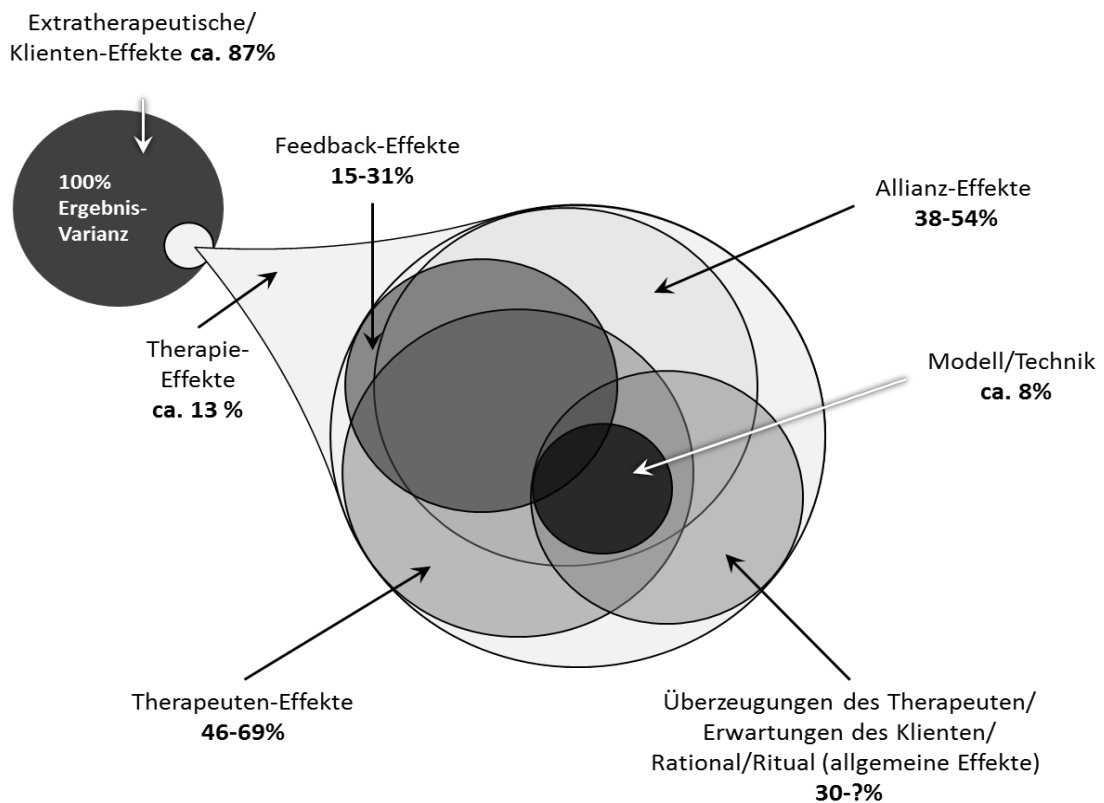 Extratherapeutische/
Klienten-Effekte ca. 87%
100%
Ergebnis-
Varianz
Feedback-Effekte
15-31%
Allianz-Effekte
38-54%
Therapie-
Effekte
ca. 13 %
Modell/Technik
ca. 8%
Therapeuten-Effekte
46-69%
Überzeugungen des Therapeuten/
Erwartungen des Klienten/
Rational/Ritual (allgemeine Effekte)
30-?%